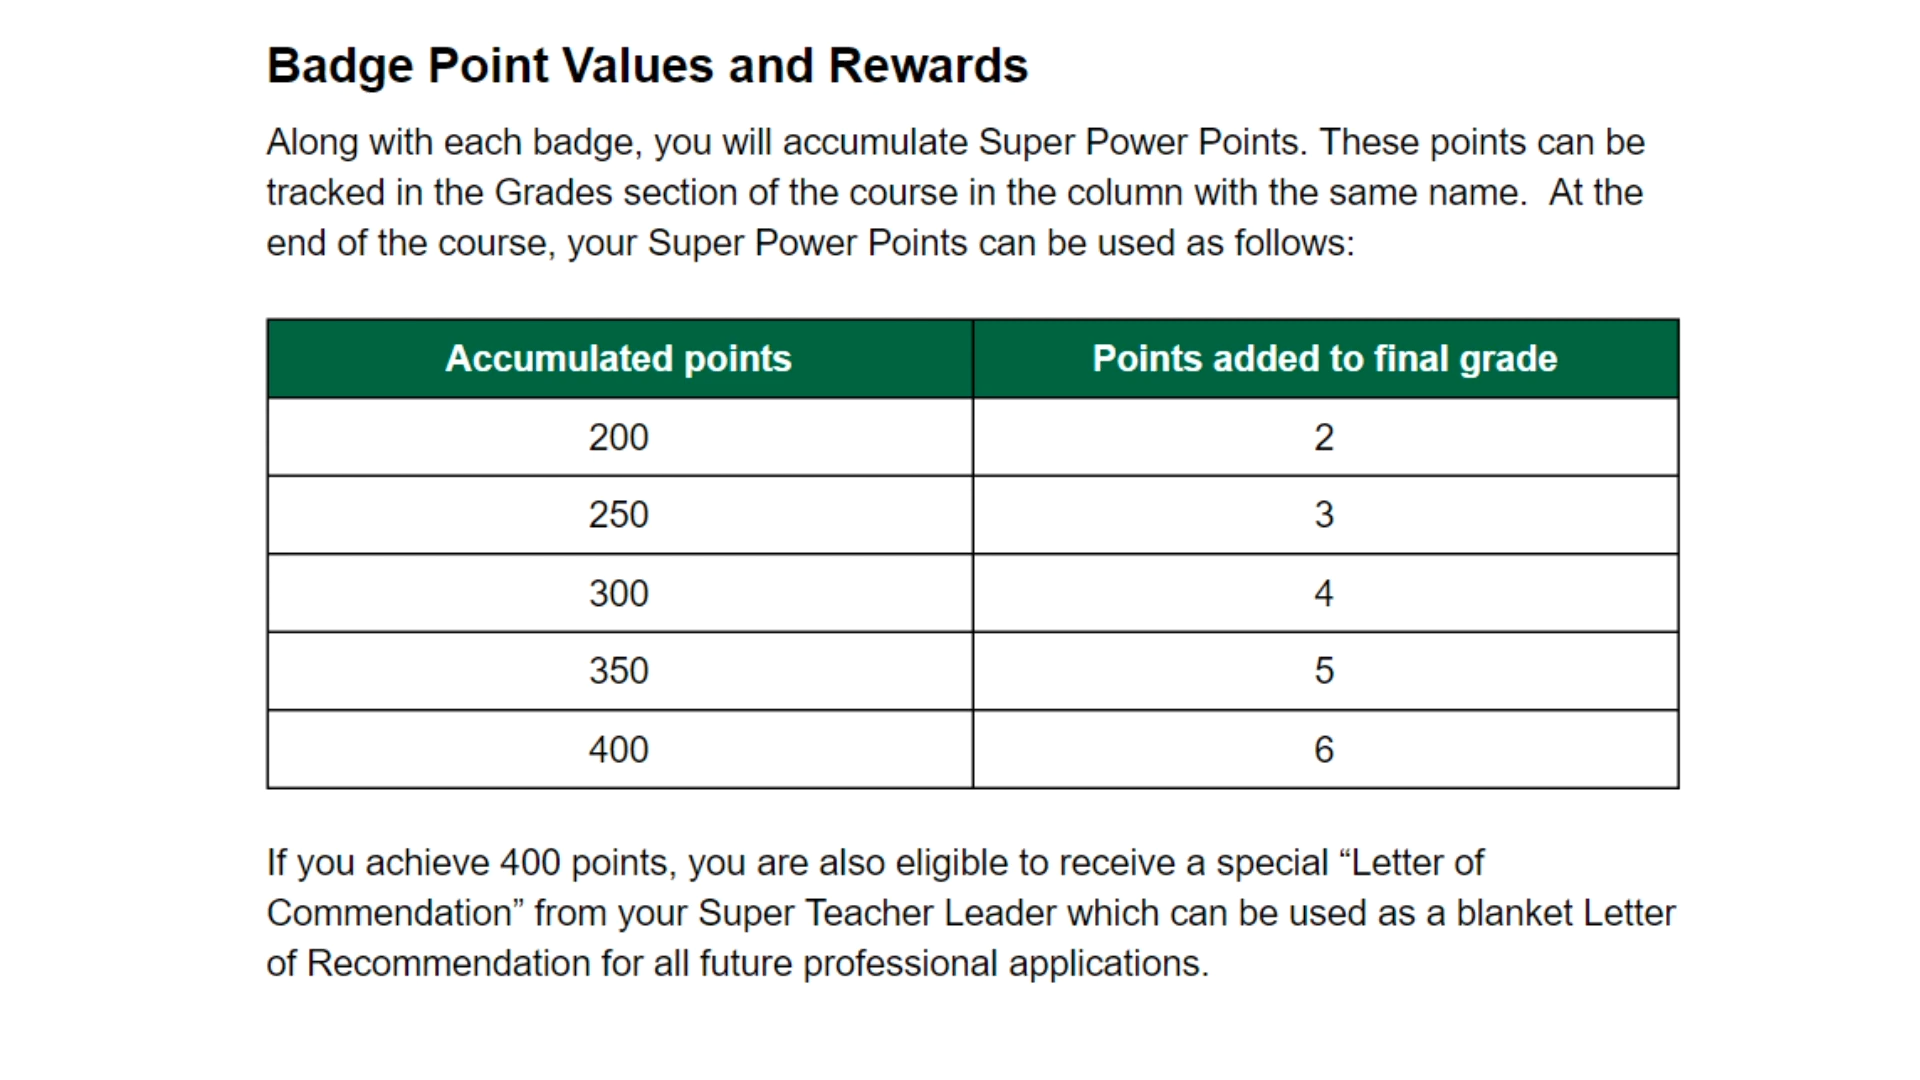 Badge Point Values and Rewards
Along with each badge, you will accumulate Super Power Points. These points can be
tracked in the Grades section of the course in the column with the same name.  At the
end of the course, your Super Power Points can be used as follows:
Accumulated points Points added to final grade
200 2
250 3
300 4
350 5
400 6
If you achieve 400 points, you are also eligible to receive a special “Letter of
Commendation” from your Super Teacher Leader which can be used as a blanket Letter
of Recommendation for all future professional applications.